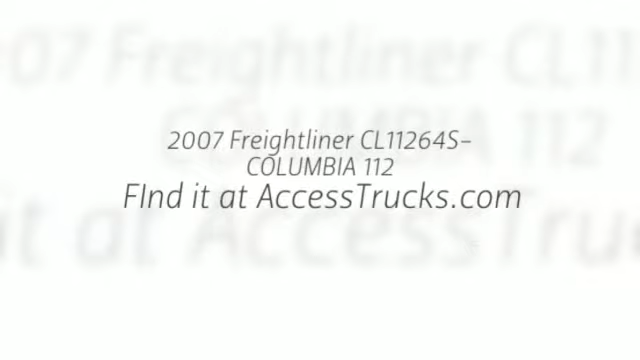 2007 Freightliner CL11264S-
COLUMBIA 112
FInd it at AccessTrucks.com